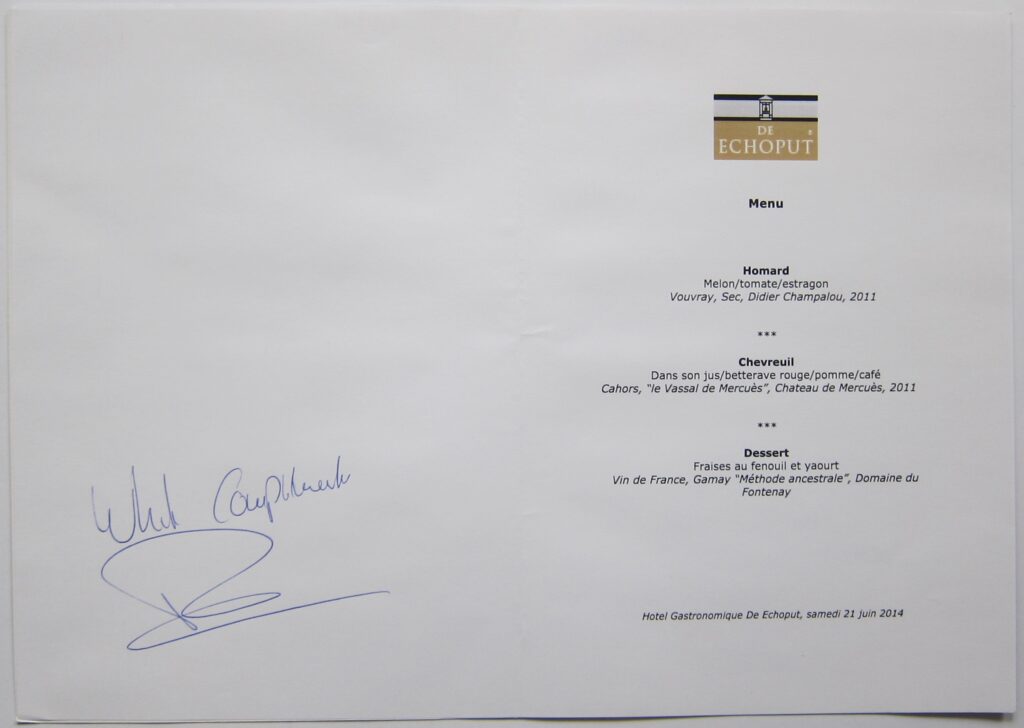 Whit Compliments
DE
ECHOPUT ®
Menu
Homard
Melon/tomate/estragon
Vouvray, Sec, Didier Champalou, 2011
***
Chevreuil
Dans son jus/betterave rouge/pomme/café
Cahors, “le Vassal de Mercuès”, Chateau de Mercuès, 2011
***
Dessert
Fraises au fenouil et yaourt
Vin de France, Gamay “Méthode ancestrale”, Domaine du
Fontenay
Hotel Gastronomique De Echoput, samedi 21 juin 2014